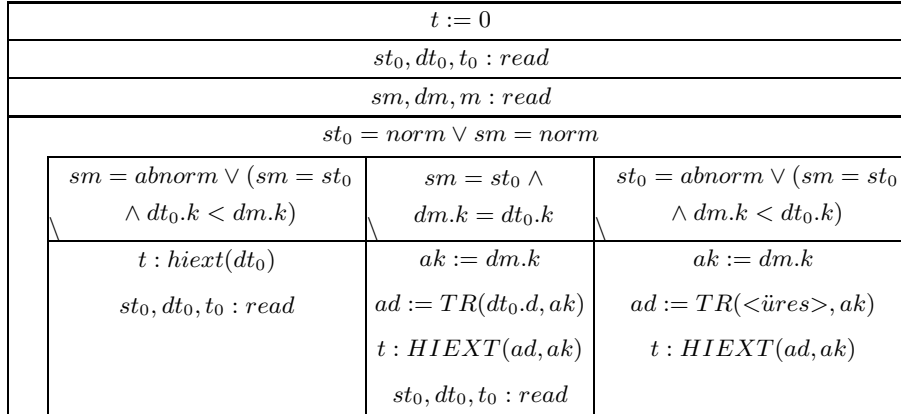 t := 0
st₀, dt₀, t₀ : read
sm, dm, m : read
st₀ = norm ∨ sm = norm
sm = abnorm ∨ (sm = st₀
∧ dt₀.k < dm.k)
sm = st₀ ∧
dm.k = dt₀.k
st₀ = abnorm ∨ (sm = st₀
∧ dm.k < dt₀.k)
t : hiext(dt₀)
st₀, dt₀, t₀ : read
ak := dm.k
ad := TR(dt₀.d, ak)
t : HIEXT(ad, ak)
st₀, dt₀, t₀ : read
ak := dm.k
ad := TR(<üres>, ak)
t : HIEXT(ad, ak)